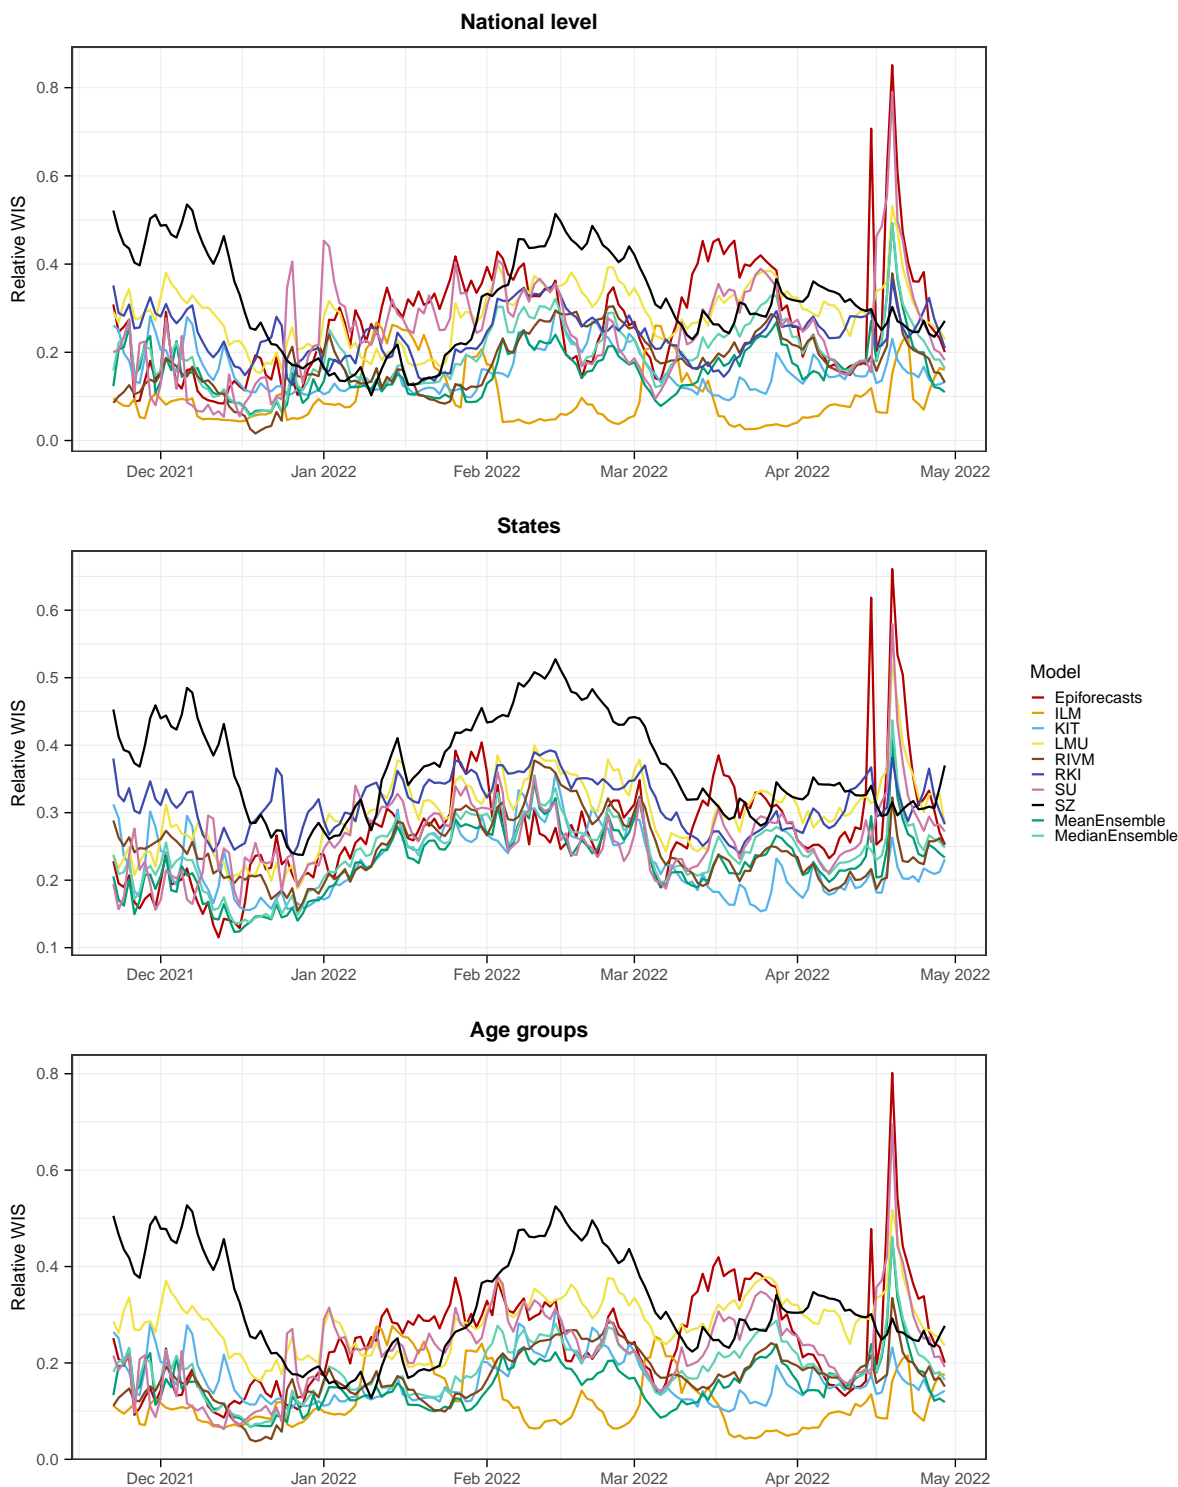 National level
Relative WIS
0.8
0.6
0.4
0.2
0.0
Dec 2021 Jan 2022 Feb 2022 Mar 2022 Apr 2022 May 2022
States
0.6
0.5
0.4
0.3
0.2
0.1
Dec 2021 Jan 2022 Feb 2022 Mar 2022 Apr 2022 May 2022
Model
Epiforecasts
ILM
KIT
LMU
RIVM
RKI
SU
SZ
MeanEnsemble
MedianEnsemble
Age groups
Relative WIS
0.8
0.6
0.4
0.2
0.0
Dec 2021 Jan 2022 Feb 2022 Mar 2022 Apr 2022 May 2022